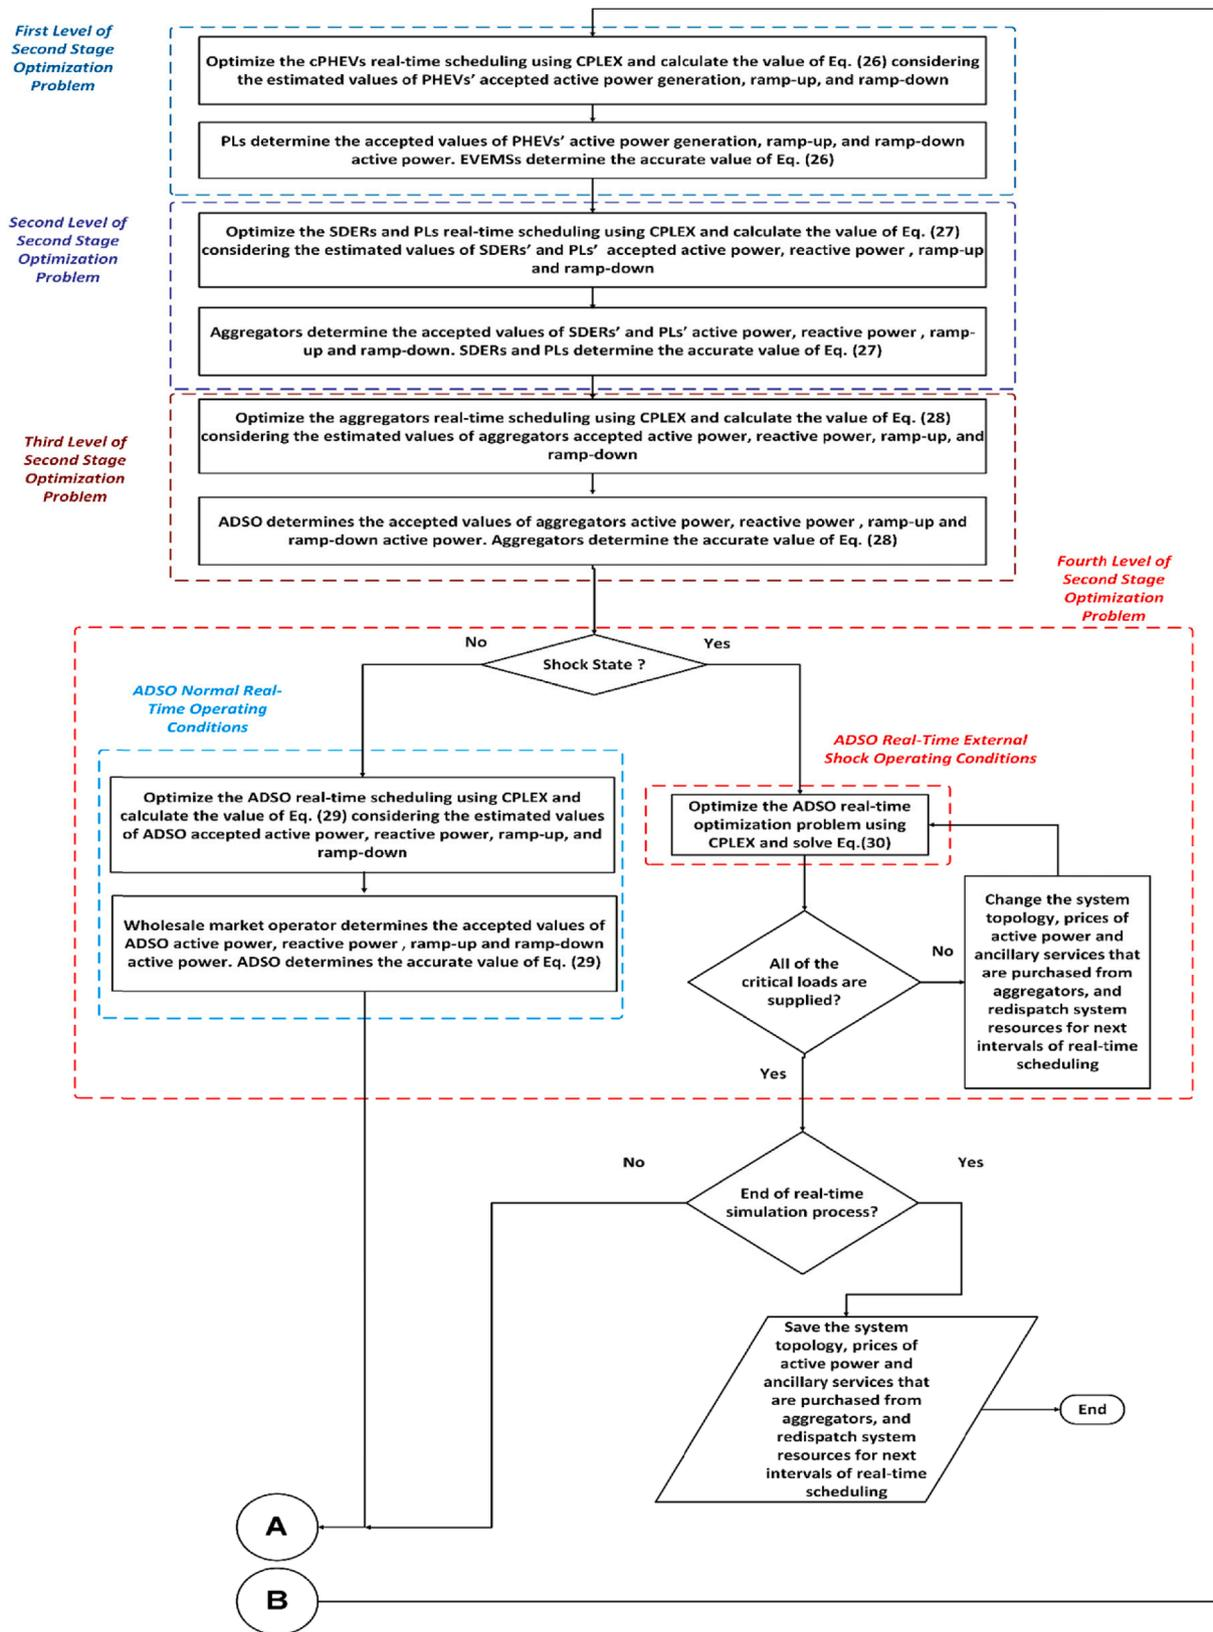 First Level of
Second Stage
Optimization
Problem
Optimize the cPHEVs real-time scheduling using CPLEX and calculate the value of Eq. (26) considering
the estimated values of PHEVs' accepted active power generation, ramp-up, and ramp-down
PLs determine the accepted values of PHEVs' active power generation, ramp-up, and ramp-down
active power. EVEMSs determine the accurate value of Eq. (26)
Second Level of
Second Stage
Optimization
Problem
Optimize the SDERs and PLs real-time scheduling using CPLEX and calculate the value of Eq. (27)
considering the estimated values of SDERs' and PLs' accepted active power, reactive power , ramp-up
and ramp-down
Aggregators determine the accepted values of SDERs' and PLs' active power, reactive power , ramp-
up and ramp-down. SDERs and PLs determine the accurate value of Eq. (27)
Third Level of
Second Stage
Optimization
Problem
Optimize the aggregators real-time scheduling using CPLEX and calculate the value of Eq. (28)
considering the estimated values of aggregators accepted active power, reactive power, ramp-up, and
ramp-down
ADSO determines the accepted values of aggregators active power, reactive power , ramp-up and
ramp-down active power. Aggregators determine the accurate value of Eq. (28)
Fourth Level of
Second Stage
Optimization
Problem
No
Yes
Shock State ?
ADSO Normal Real-
Time Operating
Conditions
ADSO Real-Time External
Shock Operating Conditions
Optimize the ADSO real-time scheduling using CPLEX and
calculate the value of Eq. (29) considering the estimated values
of ADSO accepted active power, reactive power, ramp-up, and
ramp-down
Optimize the ADSO real-time
optimization problem using
CPLEX and solve Eq.(30)
Wholesale market operator determines the accepted values of
ADSO active power, reactive power , ramp-up and ramp-down
active power. ADSO determines the accurate value of Eq. (29)
All of the
critical loads are
supplied?
No
Change the system
topology, prices of
active power and
ancillary services that
are purchased from
aggregators, and
redispatch system
resources for next
intervals of real-time
scheduling
Yes
No
Yes
End of real-time
simulation process?
Save the system
topology, prices of
active power and
ancillary services that
are purchased from
aggregators, and
redispatch system
resources for next
intervals of real-time
scheduling
End
A
B